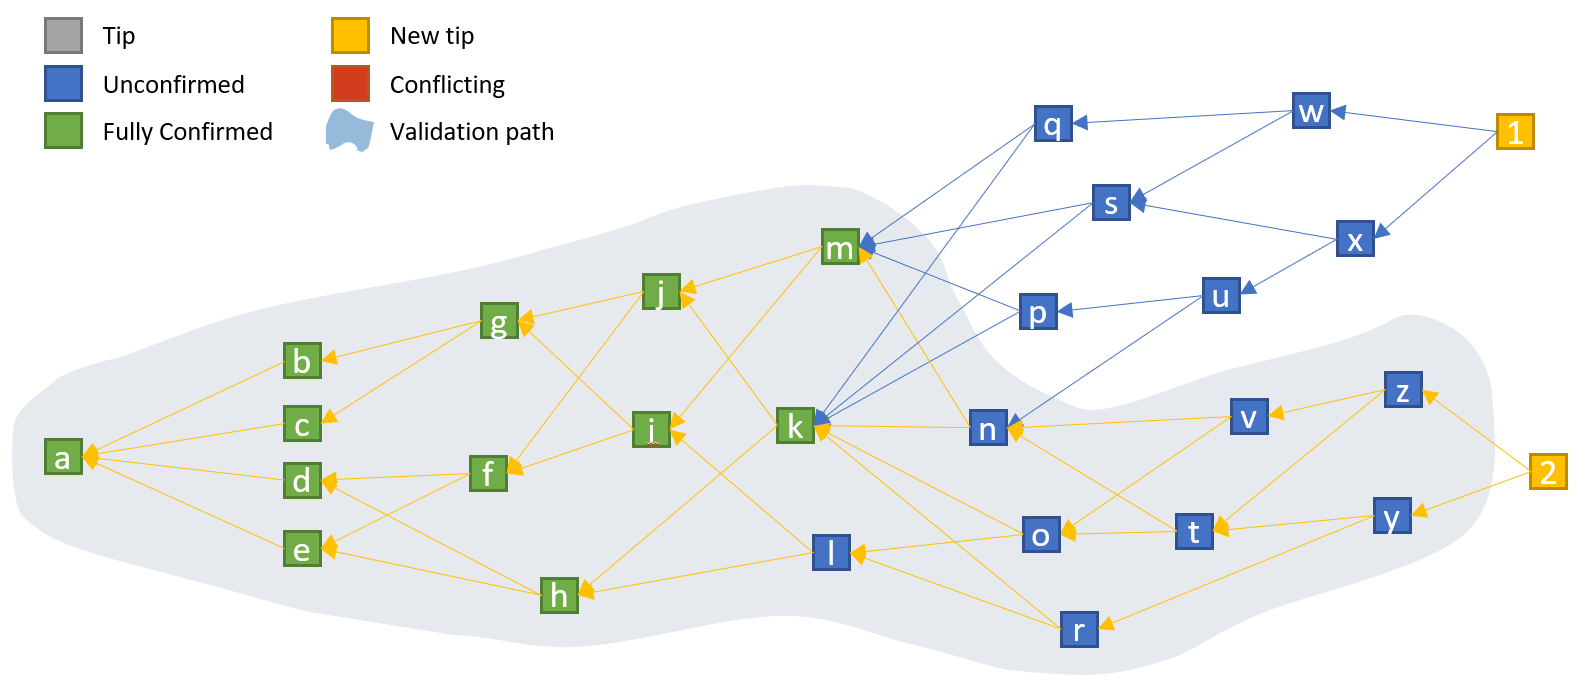 Tip
New tip
Unconfirmed
Conflicting
Fully Confirmed
Validation path
q
w
1
s
x
m
u
j
p
g
b
z
c
v
k
n
i
a
d
f
2
y
e
o
t
l
h
r